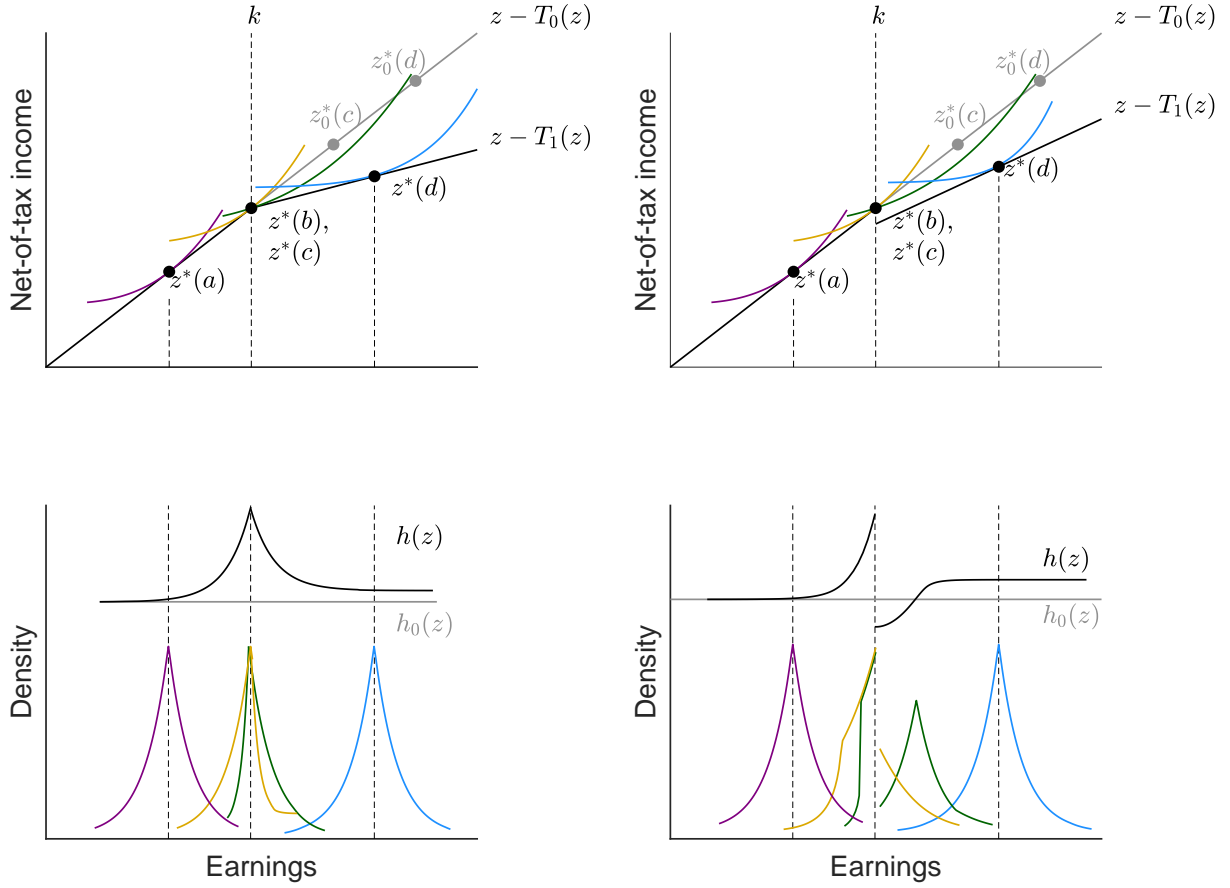 k
z − T₀(z)
z₀*(d)
z₀*(c)
z − T₁(z)
z*(d)
z*(b),
z*(c)
z*(a)
Net-of-tax income
k
z − T₀(z)
z₀*(d)
z − T₁(z)
z₀*(c)
z*(d)
z*(b),
z*(c)
z*(a)
Net-of-tax income
h(z)
h₀(z)
Density
Earnings
h(z)
h₀(z)
Density
Earnings